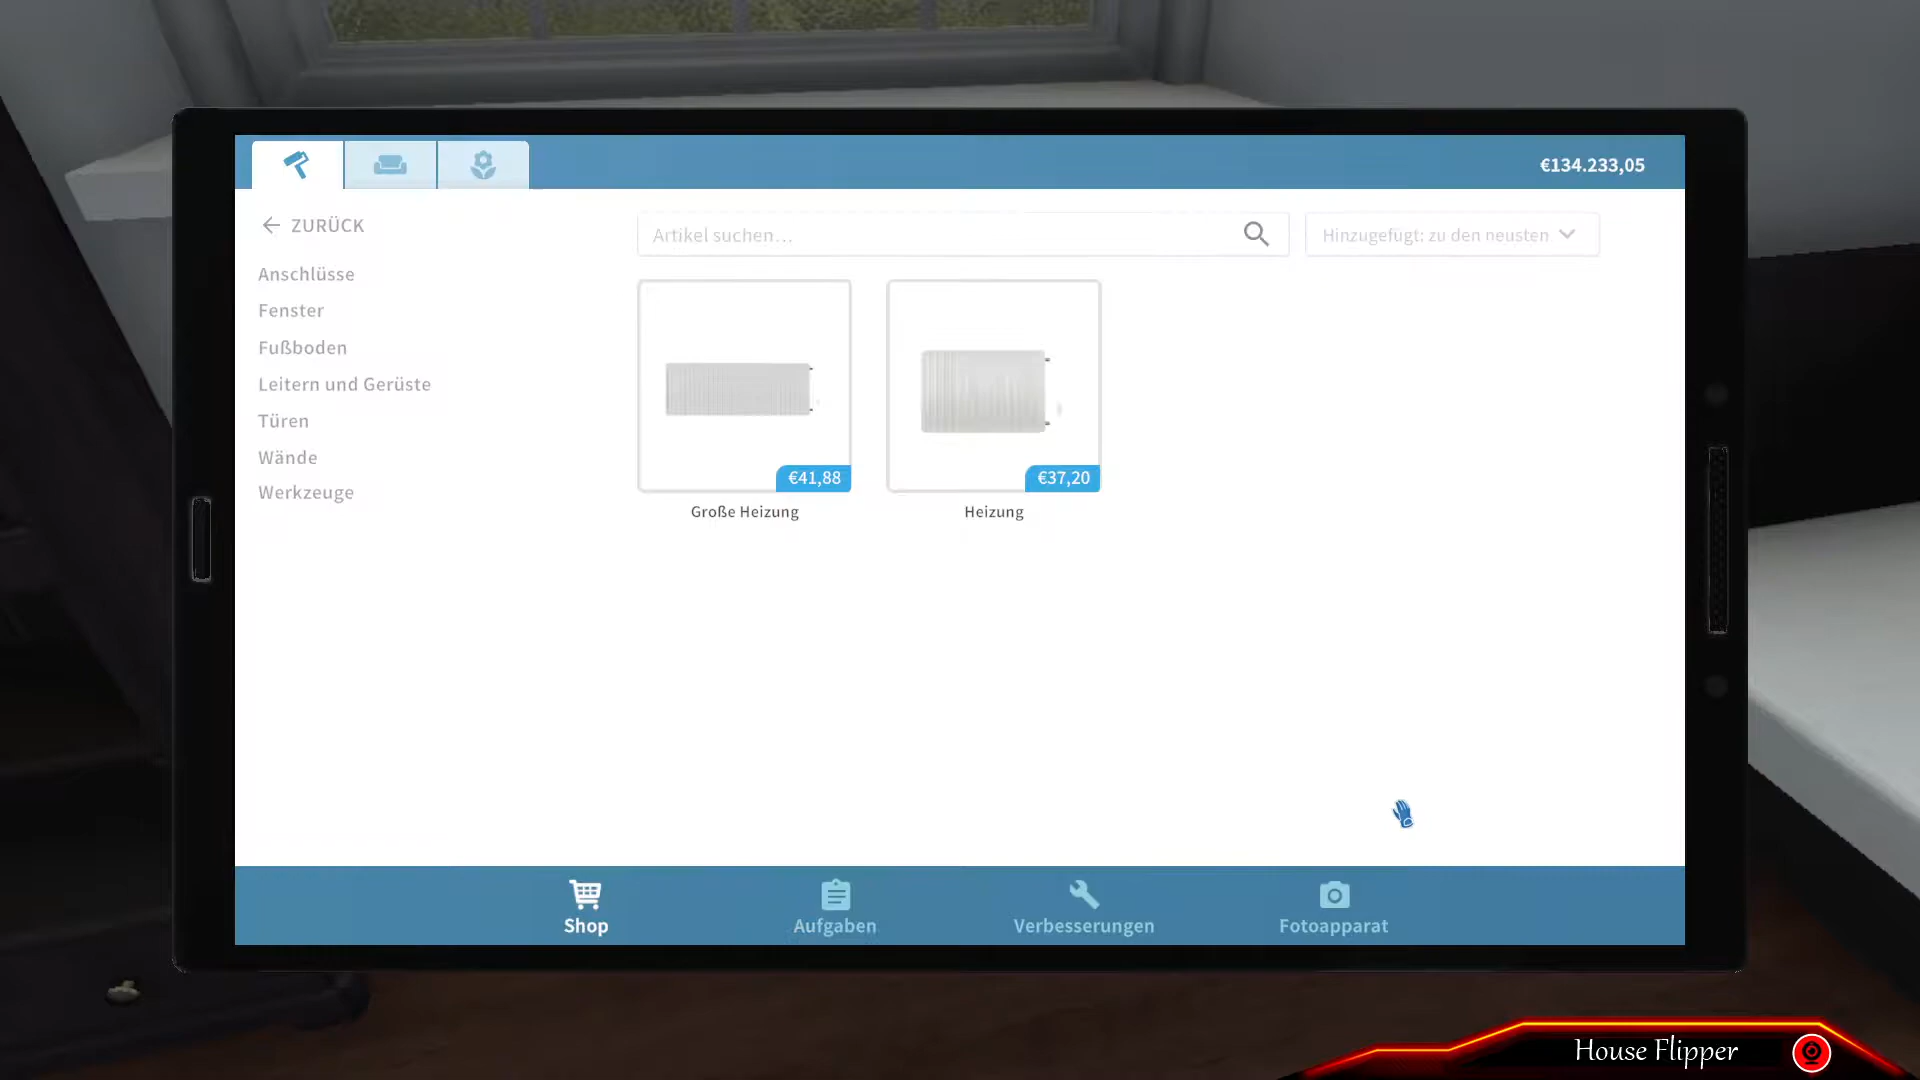 €134.233,05
ZURÜCK
Artikel suchen...
Hinzugefügt: zu den neusten
Anschlüsse
Fenster
Fußboden
Leitern und Gerüste
Türen
Wände
Werkzeuge
€41,88
€37,20
Große Heizung
Heizung
Shop
Aufgaben
Verbesserungen
Fotoapparat
House Flipper